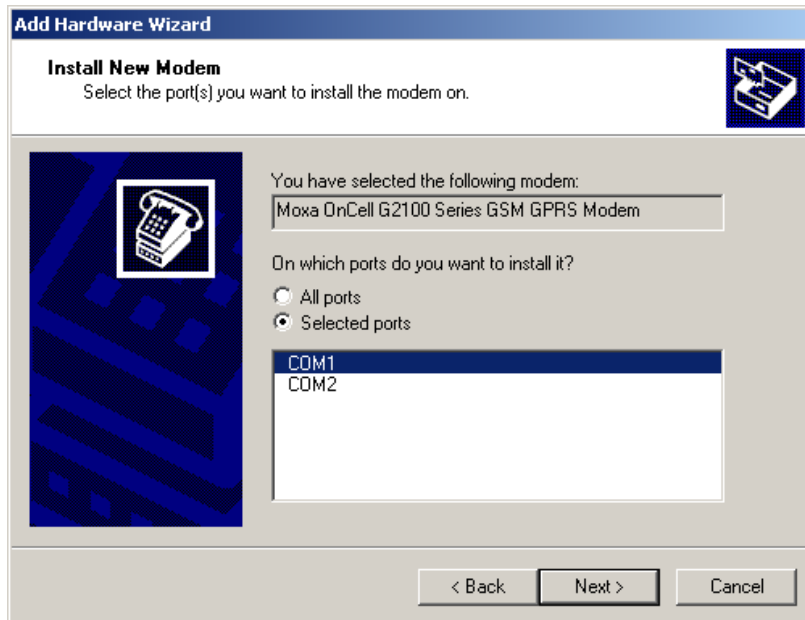 Add Hardware Wizard
Install New Modem
Select the port(s) you want to install the modem on.
You have selected the following modem:
Moxa OnCell G2100 Series GSM GPRS Modem
On which ports do you want to install it?
All ports
Selected ports
COM1
COM2
< Back
Next >
Cancel